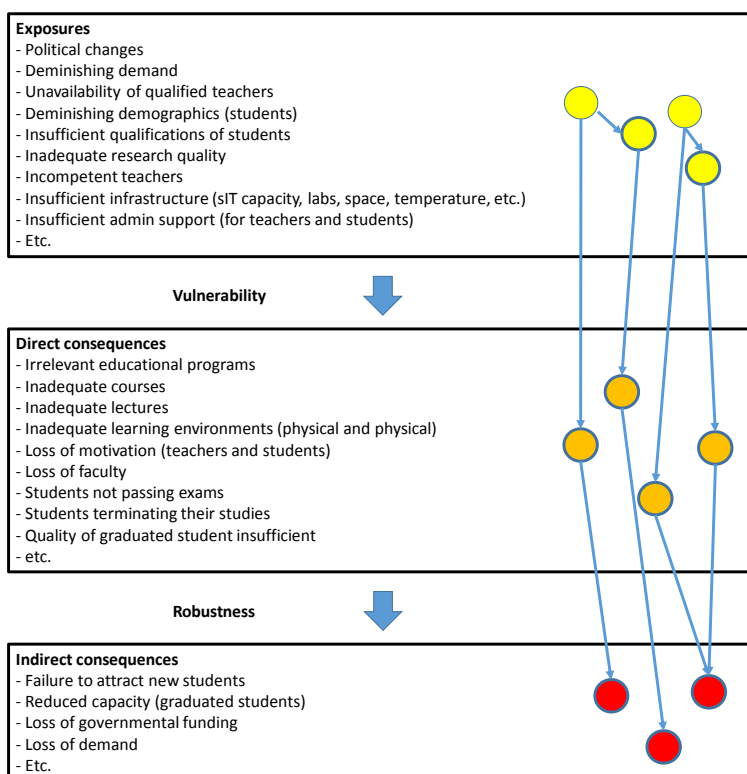 Exposures
- Political changes
- Deminishing demand
- Unavailability of qualified teachers
- Deminishing demographics (students)
- Insufficient qualifications of students
- Inadequate research quality
- Incompetent teachers
- Insufficient infrastructure (sIT capacity, labs, space, temperature, etc.)
- Insufficient admin support (for teachers and students)
- Etc.
Vulnerability
Direct consequences
- Irrelevant educational programs
- Inadequate courses
- Inadequate lectures
- Inadequate learning environments (physical and physical)
- Loss of motivation (teachers and students)
- Loss of faculty
- Students not passing exams
- Students terminating their studies
- Quality of graduated student insufficient
- etc.
Robustness
Indirect consequences
- Failure to attract new students
- Reduced capacity (graduated students)
- Loss of governmental funding
- Loss of demand
- Etc.